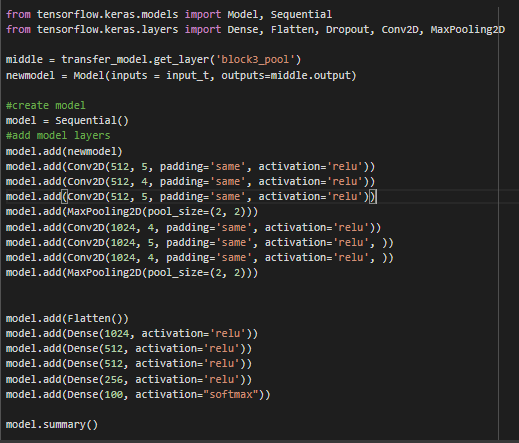 from tensorflow.keras.models import Model, Sequential
from tensorflow.keras.layers import Dense, Flatten, Dropout, Conv2D, MaxPooling2D
middle = transfer_model.get_layer('block3_pool')
newmodel = Model(inputs = input_t, outputs=middle.output)
#create model
model = Sequential()
#add model layers
model.add(newmodel)
model.add(Conv2D(512, 5, padding='same', activation='relu'))
model.add(Conv2D(512, 4, padding='same', activation='relu'))
model.add(Conv2D(512, 5, padding='same', activation='relu'))
model.add(MaxPooling2D(pool_size=(2, 2)))
model.add(Conv2D(1024, 4, padding='same', activation='relu'))
model.add(Conv2D(1024, 5, padding='same', activation='relu', ))
model.add(Conv2D(1024, 4, padding='same', activation='relu', ))
model.add(MaxPooling2D(pool_size=(2, 2)))
model.add(Flatten())
model.add(Dense(1024, activation='relu'))
model.add(Dense(512, activation='relu'))
model.add(Dense(512, activation='relu'))
model.add(Dense(256, activation='relu'))
model.add(Dense(100, activation="softmax"))
model.summary()